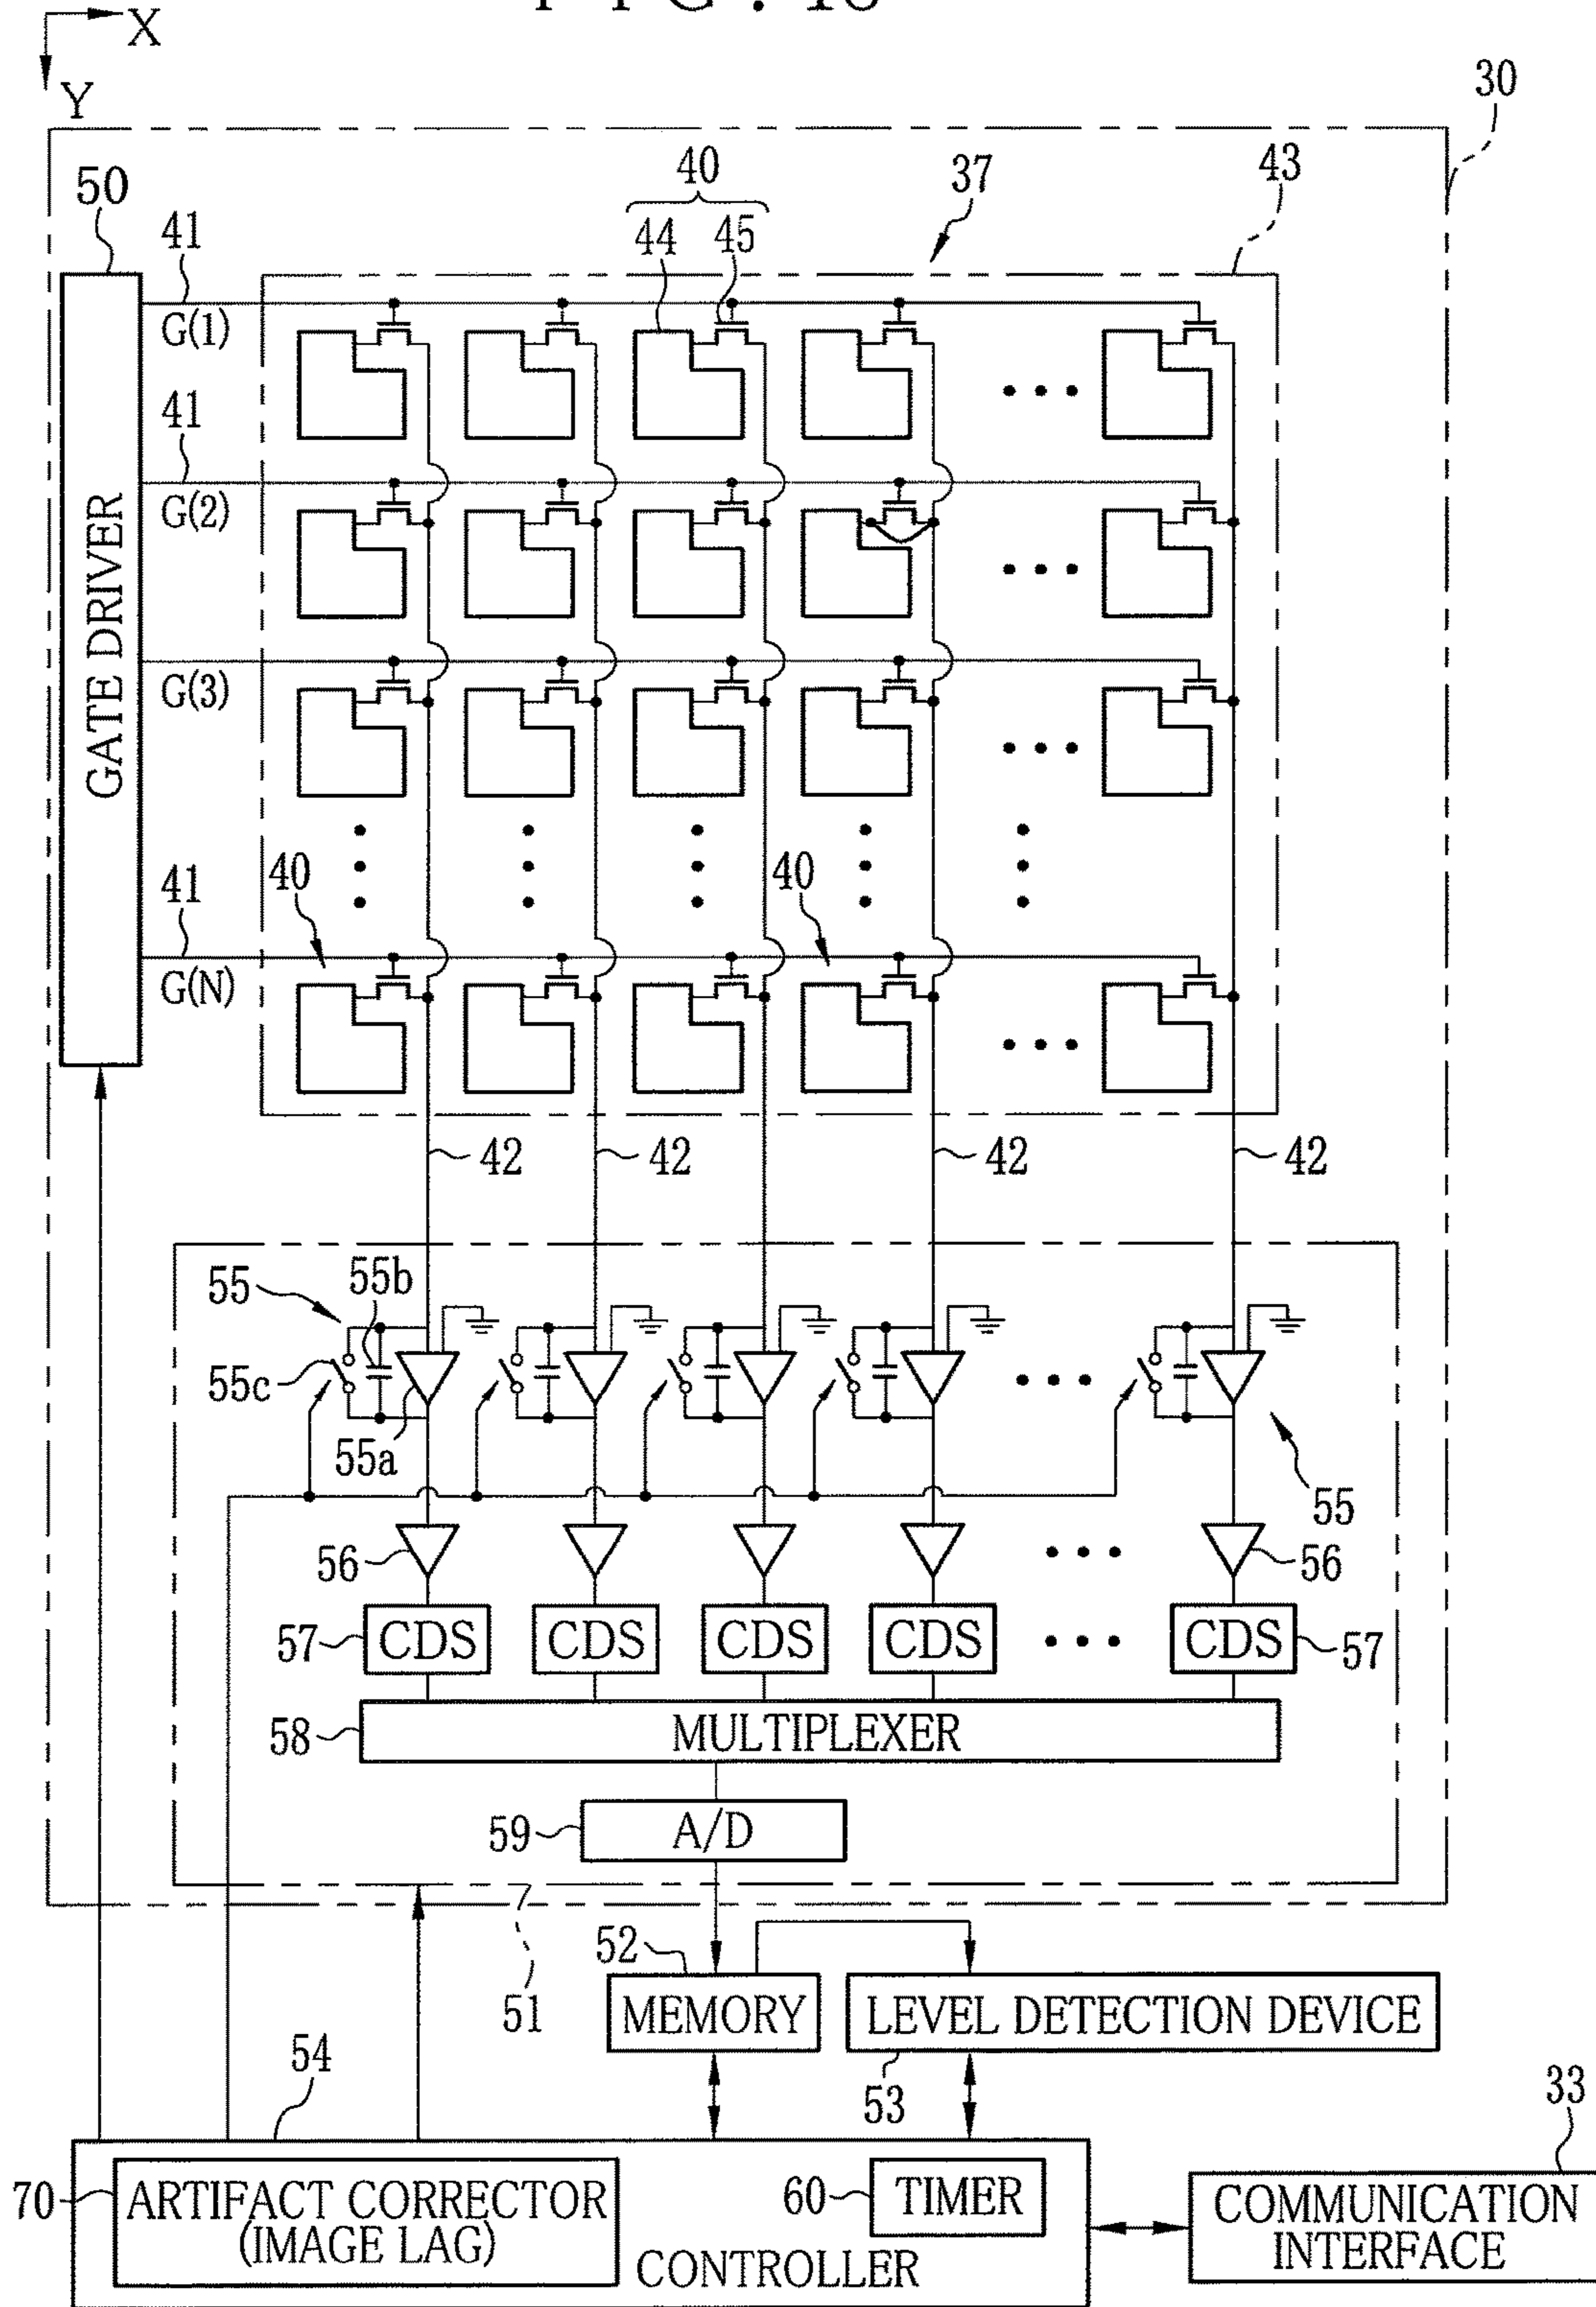 X
Y
30
50
40
37
43
44
45
41
G(1)
41
G(2)
G(3)
GATE DRIVER
41
40
40
G(N)
42
42
42
42
55
55b
55c
55a
55
56
56
57
CDS
CDS
CDS
CDS
CDS
57
58
MULTIPLEXER
59
A/D
52
51
MEMORY
LEVEL DETECTION DEVICE
54
53
33
70
ARTIFACT CORRECTOR
(IMAGE LAG)
60
TIMER
CONTROLLER
COMMUNICATION
INTERFACE